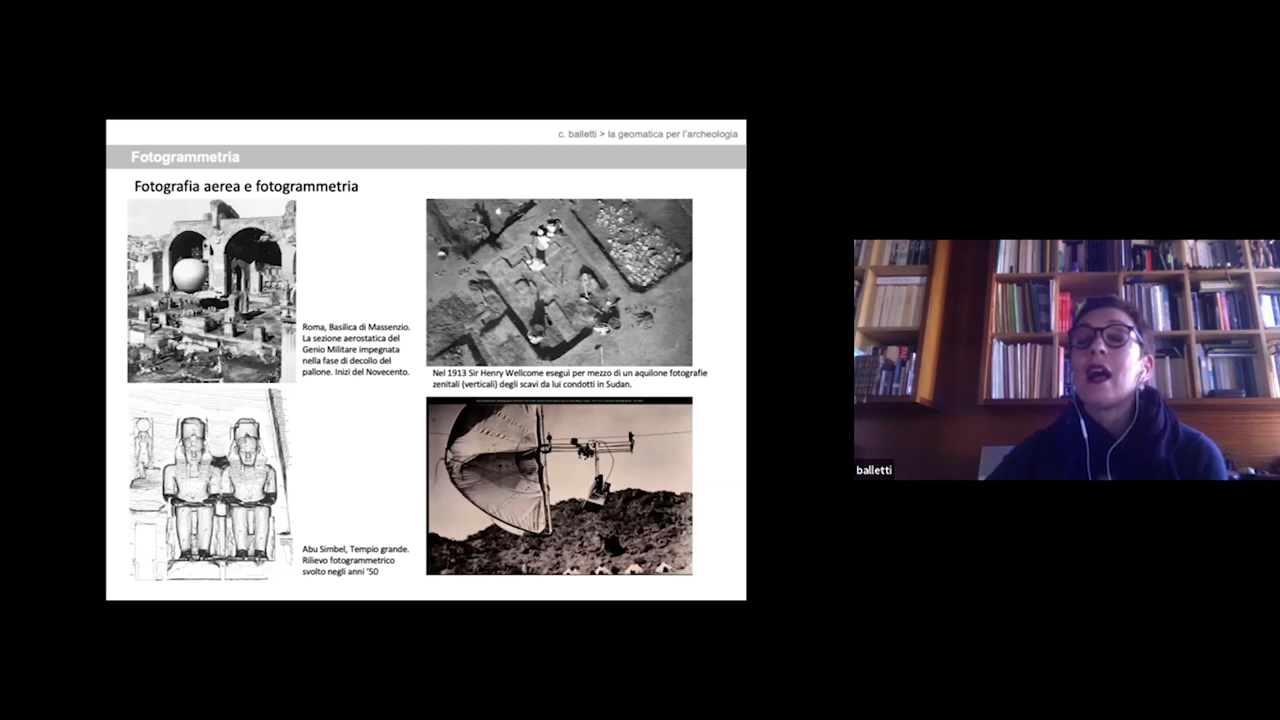 c. balletti > la geomatica per l'archeologia
Fotogrammetria
Fotografia aerea e fotogrammetria
Roma, Basilica di Massenzio.
La sezione aerostatica del
Genio Militare impegnata
nella fase di decollo del
pallone. Inizi del Novecento.
Nel 1913 Sir Henry Wellcome eseguì per mezzo di un aquilone fotografie
zenitali (verticali) degli scavi da lui condotti in Sudan.
Abu Simbel, Tempio grande.
Rilievo fotogrammetrico
svolto negli anni '50
balletti